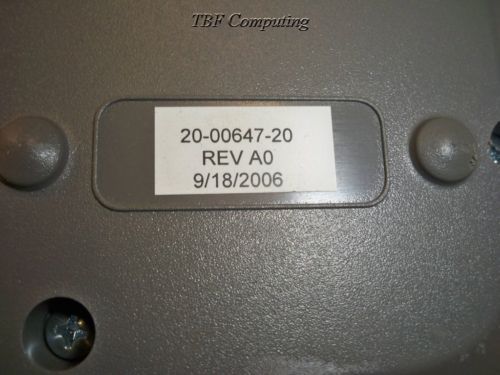 TBF Computing
20-00647-20
REV A0
9/18/2006